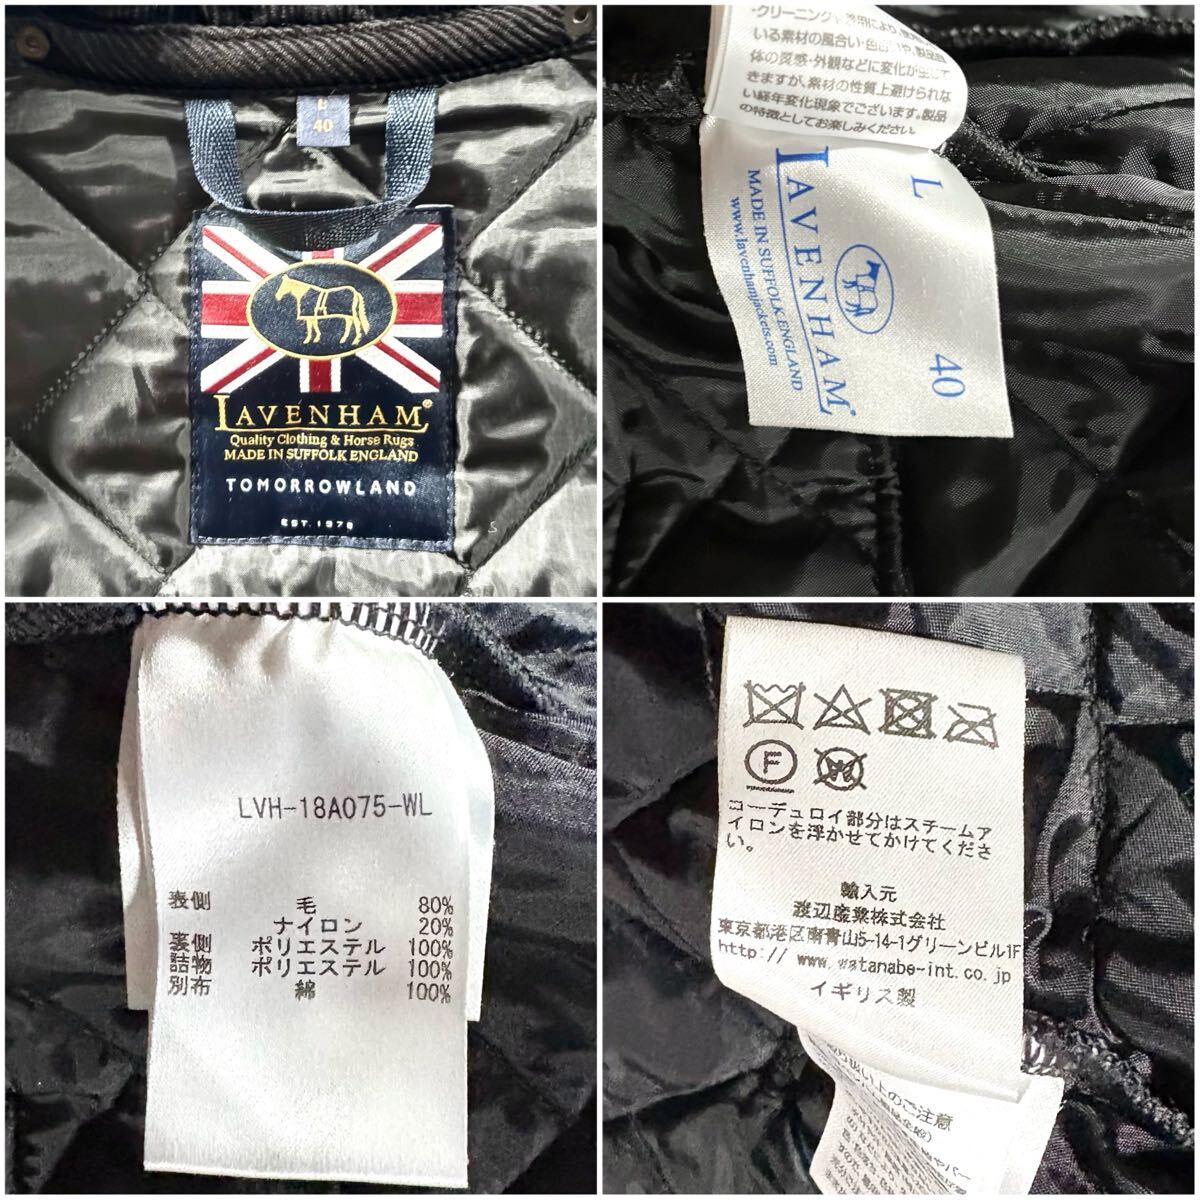 L
40
LAVENHAM®
Quality Clothing & Horse Rugs
MADE IN SUFFOLK ENGLAND
TOMORROWLAND
EST. 1978
いる素材の風合い・色
体の質感・外観などに変化が生じて
きますが、素材の性質上避けられな
い経年変化現象でございます。製品
の特徴としてお楽しみください。
L 40
LAVENHAM®
MADE IN SUFFOLK ENGLAND
www.lavenhamjackets.com
LVH-18A075-WL
表側 毛 80%
ナイロン 20%
裏側 ポリエステル 100%
詰物 ポリエステル 100%
別布 綿 100%
F W
コーデュロイ部分はスチームア
イロンを浮かせてかけてくださ
い。
輸入元
渡辺産業株式会社
東京都港区南青山5-14-1グリーンビル1F
http:// www.watanabe-int.co.jp
イギリス製
い上のご注意